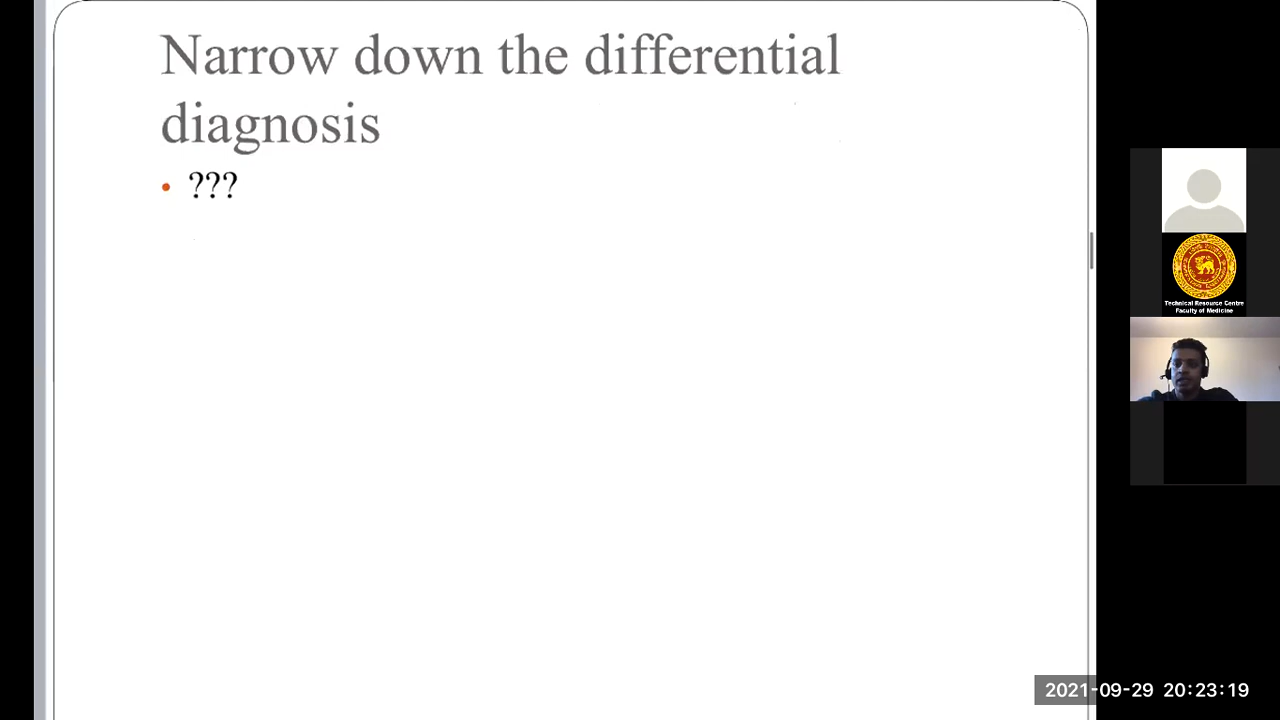 Narrow down the differential
diagnosis
• ???
Technical Resource Centre
Faculty of Medicine
2021-09-29 20:23:19